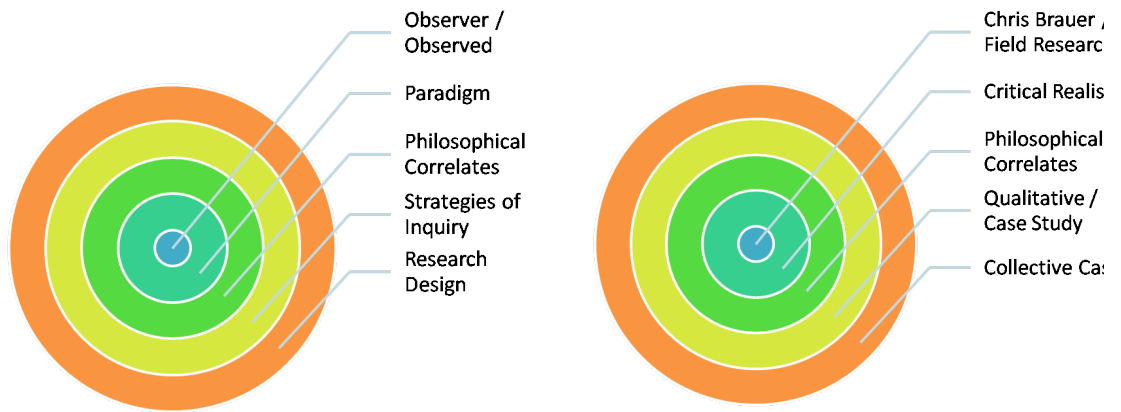 Observer /
Observed
Paradigm
Philosophical
Correlates
Strategies of
Inquiry
Research
Design
Chris Brauer /
Field Researc
Critical Realis
Philosophical
Correlates
Qualitative /
Case Study
Collective Cas